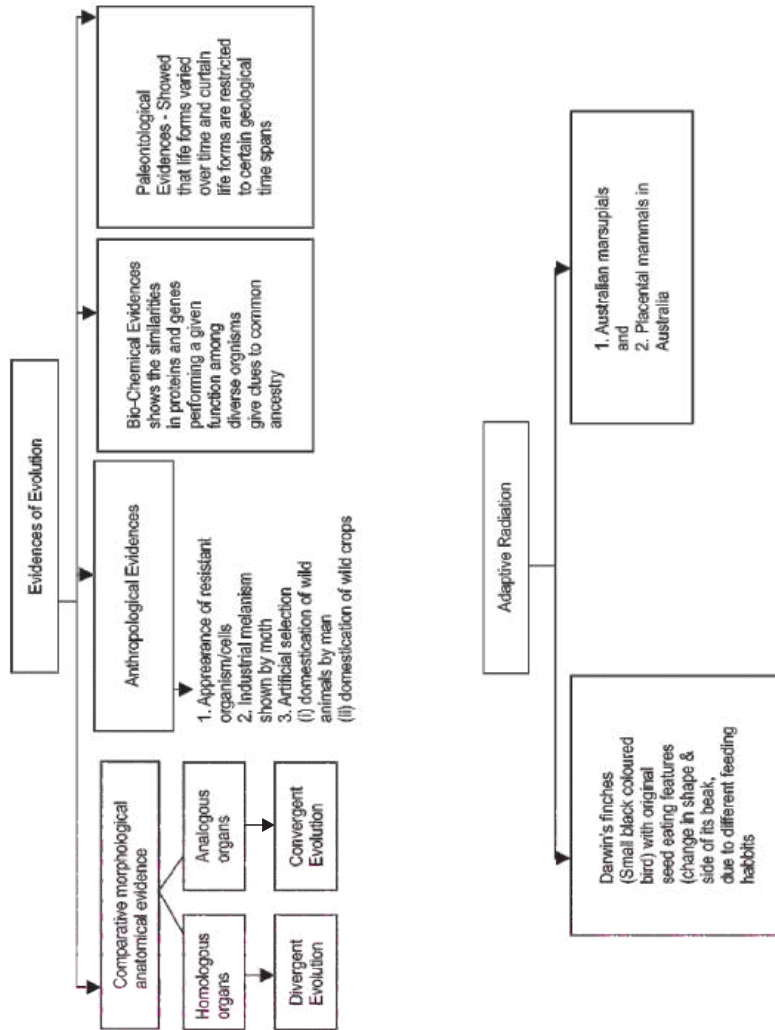 Evidences of Evolution
Comparative morphological
anatomical evidence
Homologous
organs
Analogous
organs
Divergent
Evolution
Convergent
Evolution
Anthropological Evidences
1. Apprearance of resistant
organism/cells
2. Industrial melanism
shown by moth
3. Artificial selection
(i) domestication of wild
animals by man
(ii) domestication of wild crops
Bio-Chemical Evidences
shows the similarities
in proteins and genes
performing a given
function among
diverse orgnisms
give clues to common
ancestry
Paleontological
Evidences - Showed
that life forms varied
over time and curtain
life forms are restricted
to certain geological
time spans
Adaptive Radiation
Darwin's finches
(Small black coloured
bird) with original
seed eating features
(change in shape &
side of its beak,
due to different feeding
habbits
1. Australian marsupials
and
2. Placental mammals in
Australia